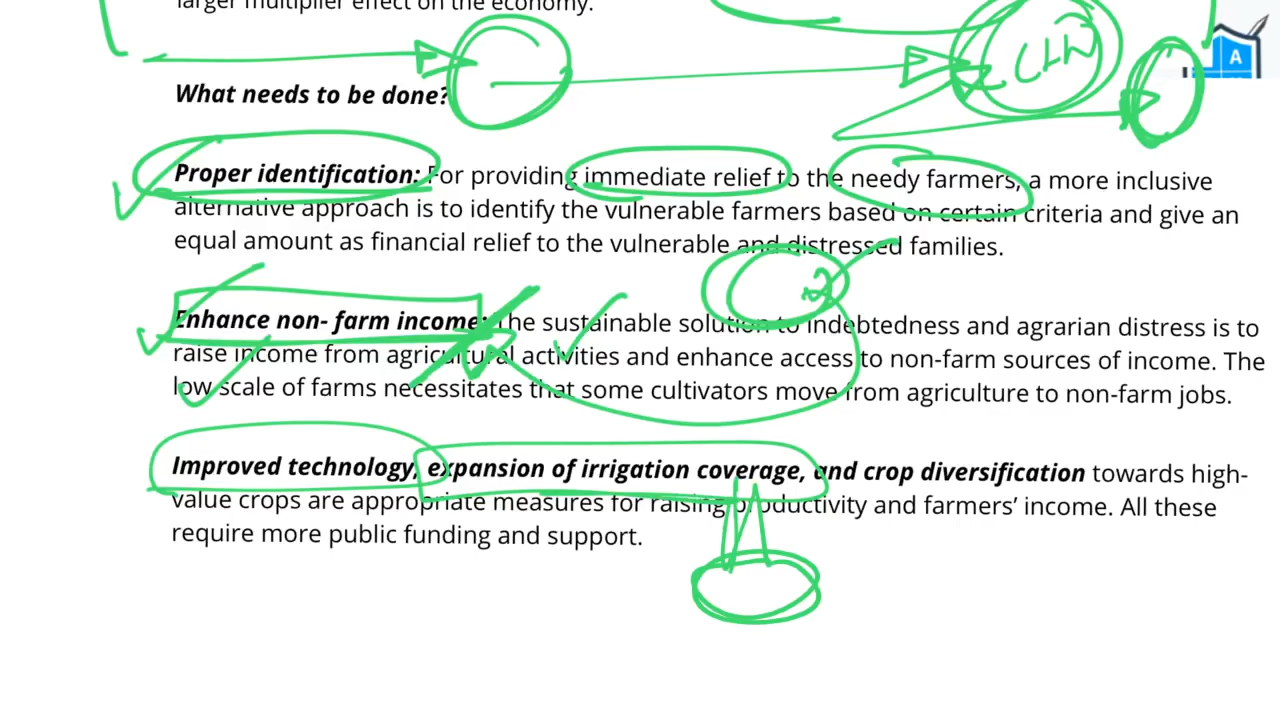 larger multiplier effect on the economy.
What needs to be done?
A
Proper identification: For providing immediate relief to the needy farmers, a more inclusive
alternative approach is to identify the vulnerable farmers based on certain criteria and give an
equal amount as financial relief to the vulnerable and distressed families.
Enhance non- farm income: The sustainable solution to indebtedness and agrarian distress is to
raise income from agricultural activities and enhance access to non-farm sources of income. The
low scale of farms necessitates that some cultivators move from agriculture to non-farm jobs.
Improved technology, expansion of irrigation coverage, and crop diversification towards high-
value crops are appropriate measures for raising productivity and farmers’ income. All these
require more public funding and support.